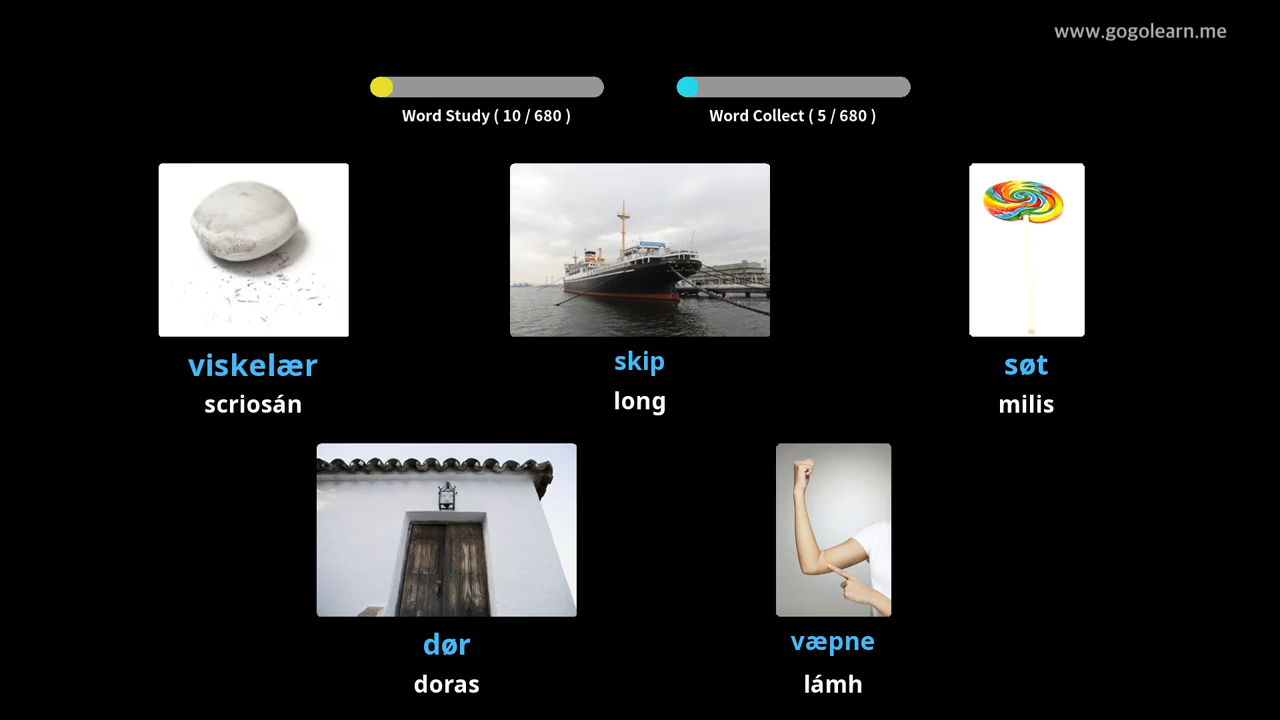 www.gogolearn.me
Word Study ( 10 / 680 )
Word Collect ( 5 / 680 )
viskelær
scriosán
skip
long
søt
milis
dør
doras
væpne
lámh